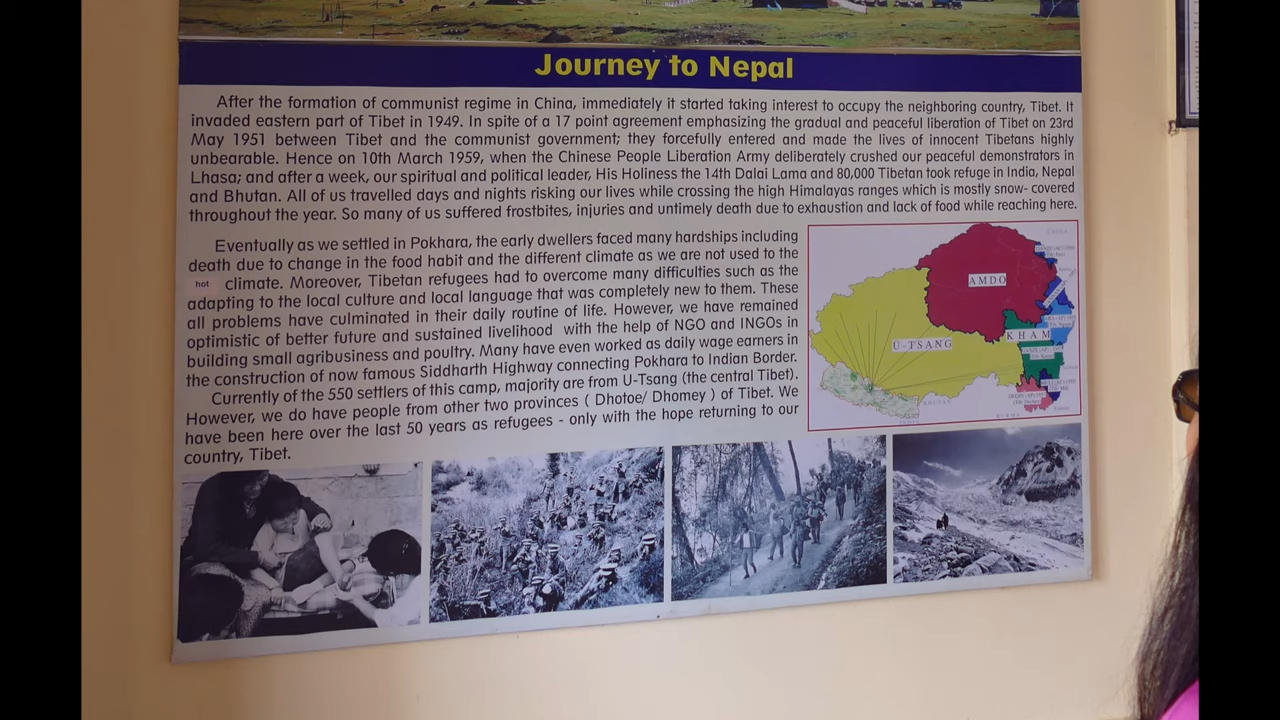 Journey to Nepal
After the formation of communist regime in China, immediately it started taking interest to occupy the neighboring country, Tibet. It
invaded eastern part of Tibet in 1949. In spite of a 17 point agreement emphasizing the gradual and peaceful liberation of Tibet on 23rd
May 1951 between Tibet and the communist government; they forcefully entered and made the lives of innocent Tibetans highly
unbearable. Hence on 10th March 1959, when the Chinese People Liberation Army deliberately crushed our peaceful demonstrators in
Lhasa; and after a week, our spiritual and political leader, His Holiness the 14th Dalai Lama and 80,000 Tibetan took refuge in India, Nepal
and Bhutan. All of us travelled days and nights risking our lives while crossing the high Himalayas ranges which is mostly snow- covered
throughout the year. So many of us suffered frostbites, injuries and untimely death due to exhaustion and lack of food while reaching here.
Eventually as we settled in Pokhara, the early dwellers faced many hardships including
death due to change in the food habit and the different climate as we are not used to the
hot climate. Moreover, Tibetan refugees had to overcome many difficulties such as the
adapting to the local culture and local language that was completely new to them. These
all problems have culminated in their daily routine of life. However, we have remained
optimistic of better future and sustained livelihood with the help of NGO and INGOs in
building small agribusiness and poultry. Many have even worked as daily wage earners in
the construction of now famous Siddharth Highway connecting Pokhara to Indian Border.
Currently of the 550 settlers of this camp, majority are from U-Tsang (the central Tibet).
However, we do have people from other two provinces ( Dhotoe/ Dhomey ) of Tibet. We
have been here over the last 50 years as refugees - only with the hope returning to our
country, Tibet.
AMDO
U-TSANG
KHAM
BHUTAN
BURMA